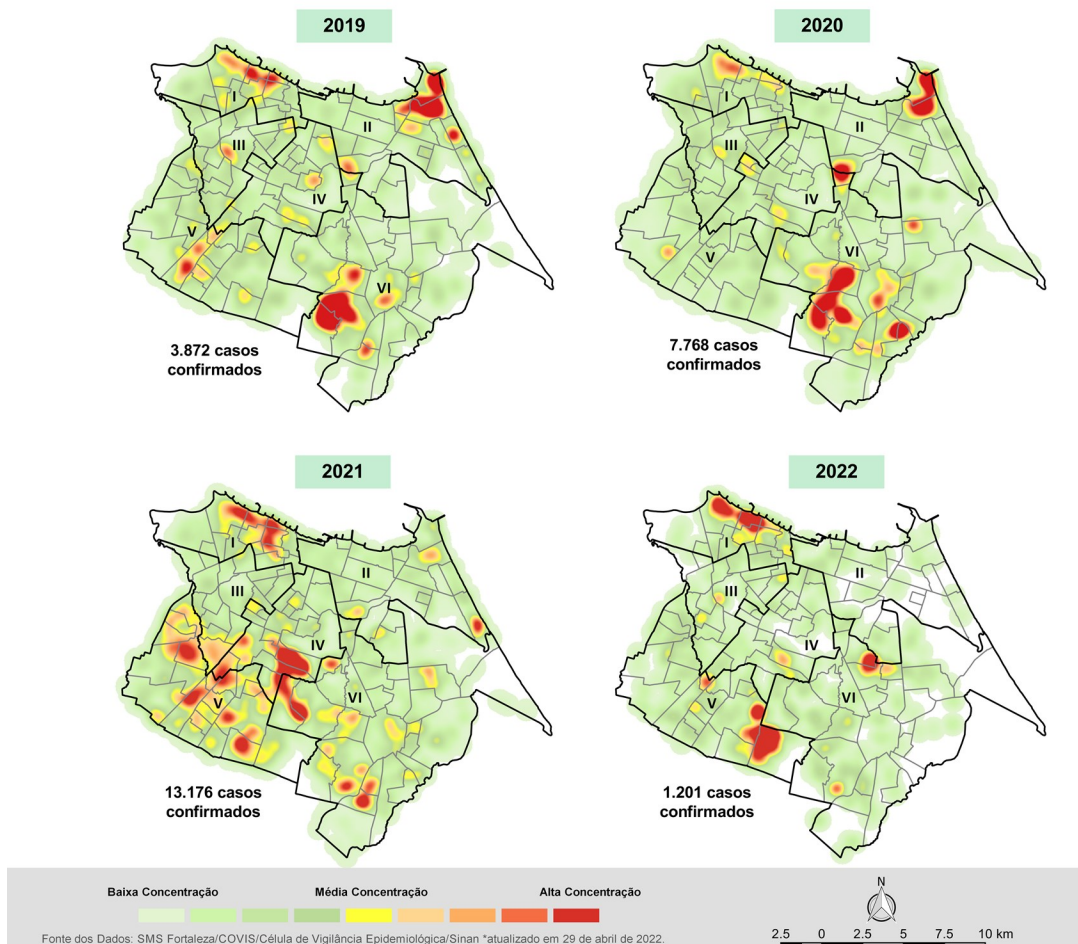 2019
2020
I
II
III
IV
V
VI
3.872 casos
confirmados
I
II
III
IV
V
VI
7.768 casos
confirmados
2021
2022
I
II
III
IV
V
VI
13.176 casos
confirmados
I
II
III
IV
V
VI
1.201 casos
confirmados
Baixa Concentração
Média Concentração
Alta Concentração
N
Fonte dos Dados: SMS Fortaleza/COVIS/Célula de Vigilância Epidemiológica/Sinan *atualizado em 29 de abril de 2022.
2.5 0 2.5 5 7.5 10 km